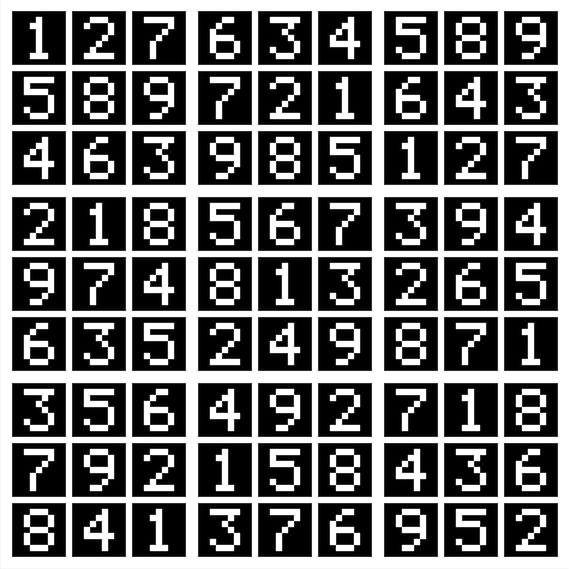 1 2 7 6 3 4 5 8 9
5 8 9 7 2 1 6 4 3
4 6 3 9 8 5 1 2 7
2 1 8 5 6 7 3 9 4
9 7 4 8 1 3 2 6 5
6 3 5 2 4 9 8 7 1
3 5 6 4 9 2 7 1 8
7 9 2 1 5 8 4 3 6
8 4 1 3 7 6 9 5 2